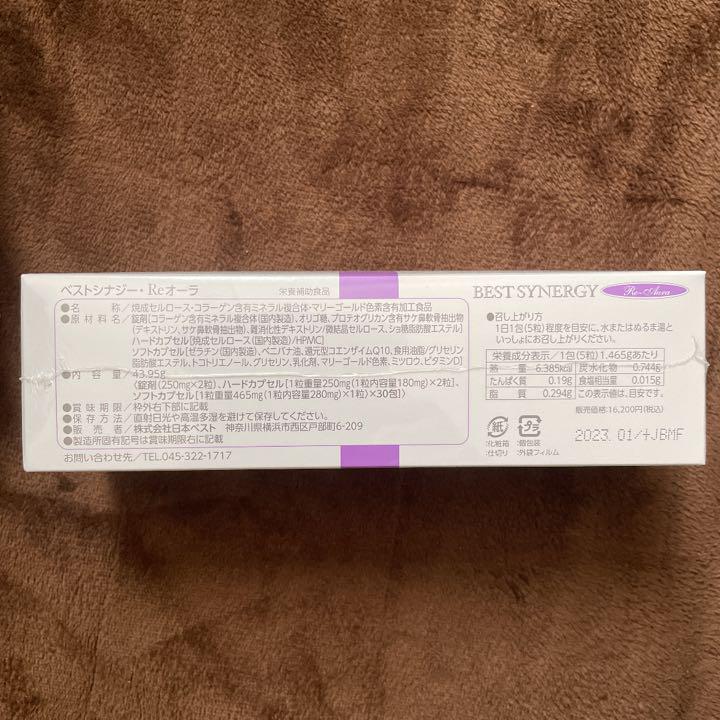 ベストシナジー・Reオーラ
栄養補助食品
●名　　　　称／焼成セルロース・コラーゲン含有ミネラル複合体・マリーゴールド色素含有加工食品
●原材料名／錠剤[コラーゲン含有ミネラル複合体(国内製造)、オリゴ糖、プロテオグリカン含有サケ鼻軟骨抽出物
(デキストリン、サケ鼻軟骨抽出物)、難消化性デキストリン/微結晶セルロース、ショ糖脂肪酸エステル]
ハードカプセル[焼成セルロース(国内製造)/HPMC]
ソフトカプセル[ゼラチン(国内製造)、ベニバナ油、還元型コエンザイムQ10、食用油脂/グリセリン
脂肪酸エステル、トコトリエノール、グリセリン、乳化剤、マリーゴールド色素、ミツロウ、ビタミンD]
●内　容　量／43.95g
(錠剤(250mg×2粒)、ハードカプセル[1粒重量250mg(1粒内容量180mg)×2粒]、
ソフトカプセル[1粒重量465mg(1粒内容量280mg)×1粒]×30包)
●賞味期限／枠外右下部に記載
●保存方法／直射日光や高温多湿を避けて保存してください。
●販　売　者／株式会社日本ベスト　神奈川県横浜市西区戸部町6-209
●製造所固有記号は賞味期限右に記載
お問い合わせ先／TEL.045-322-1717
BEST SYNERGY Re-Aura
●召し上がり方
1日1包(5粒)程度を目安に、水またはぬるま湯と
いっしょにお召し上がりください。
栄養成分表示/1包(5粒)1.465gあたり
熱　量 6.385kcal 炭水化物 0.744g
たんぱく質 0.19g 食塩相当量 0.015g
脂　質 0.294g この表示値は、目安です。
販売価格：16,200円(税込)
紙 プラ
：化粧箱 ：個包装
：仕切り ：外袋フィルム
2023. 01/+JBMF